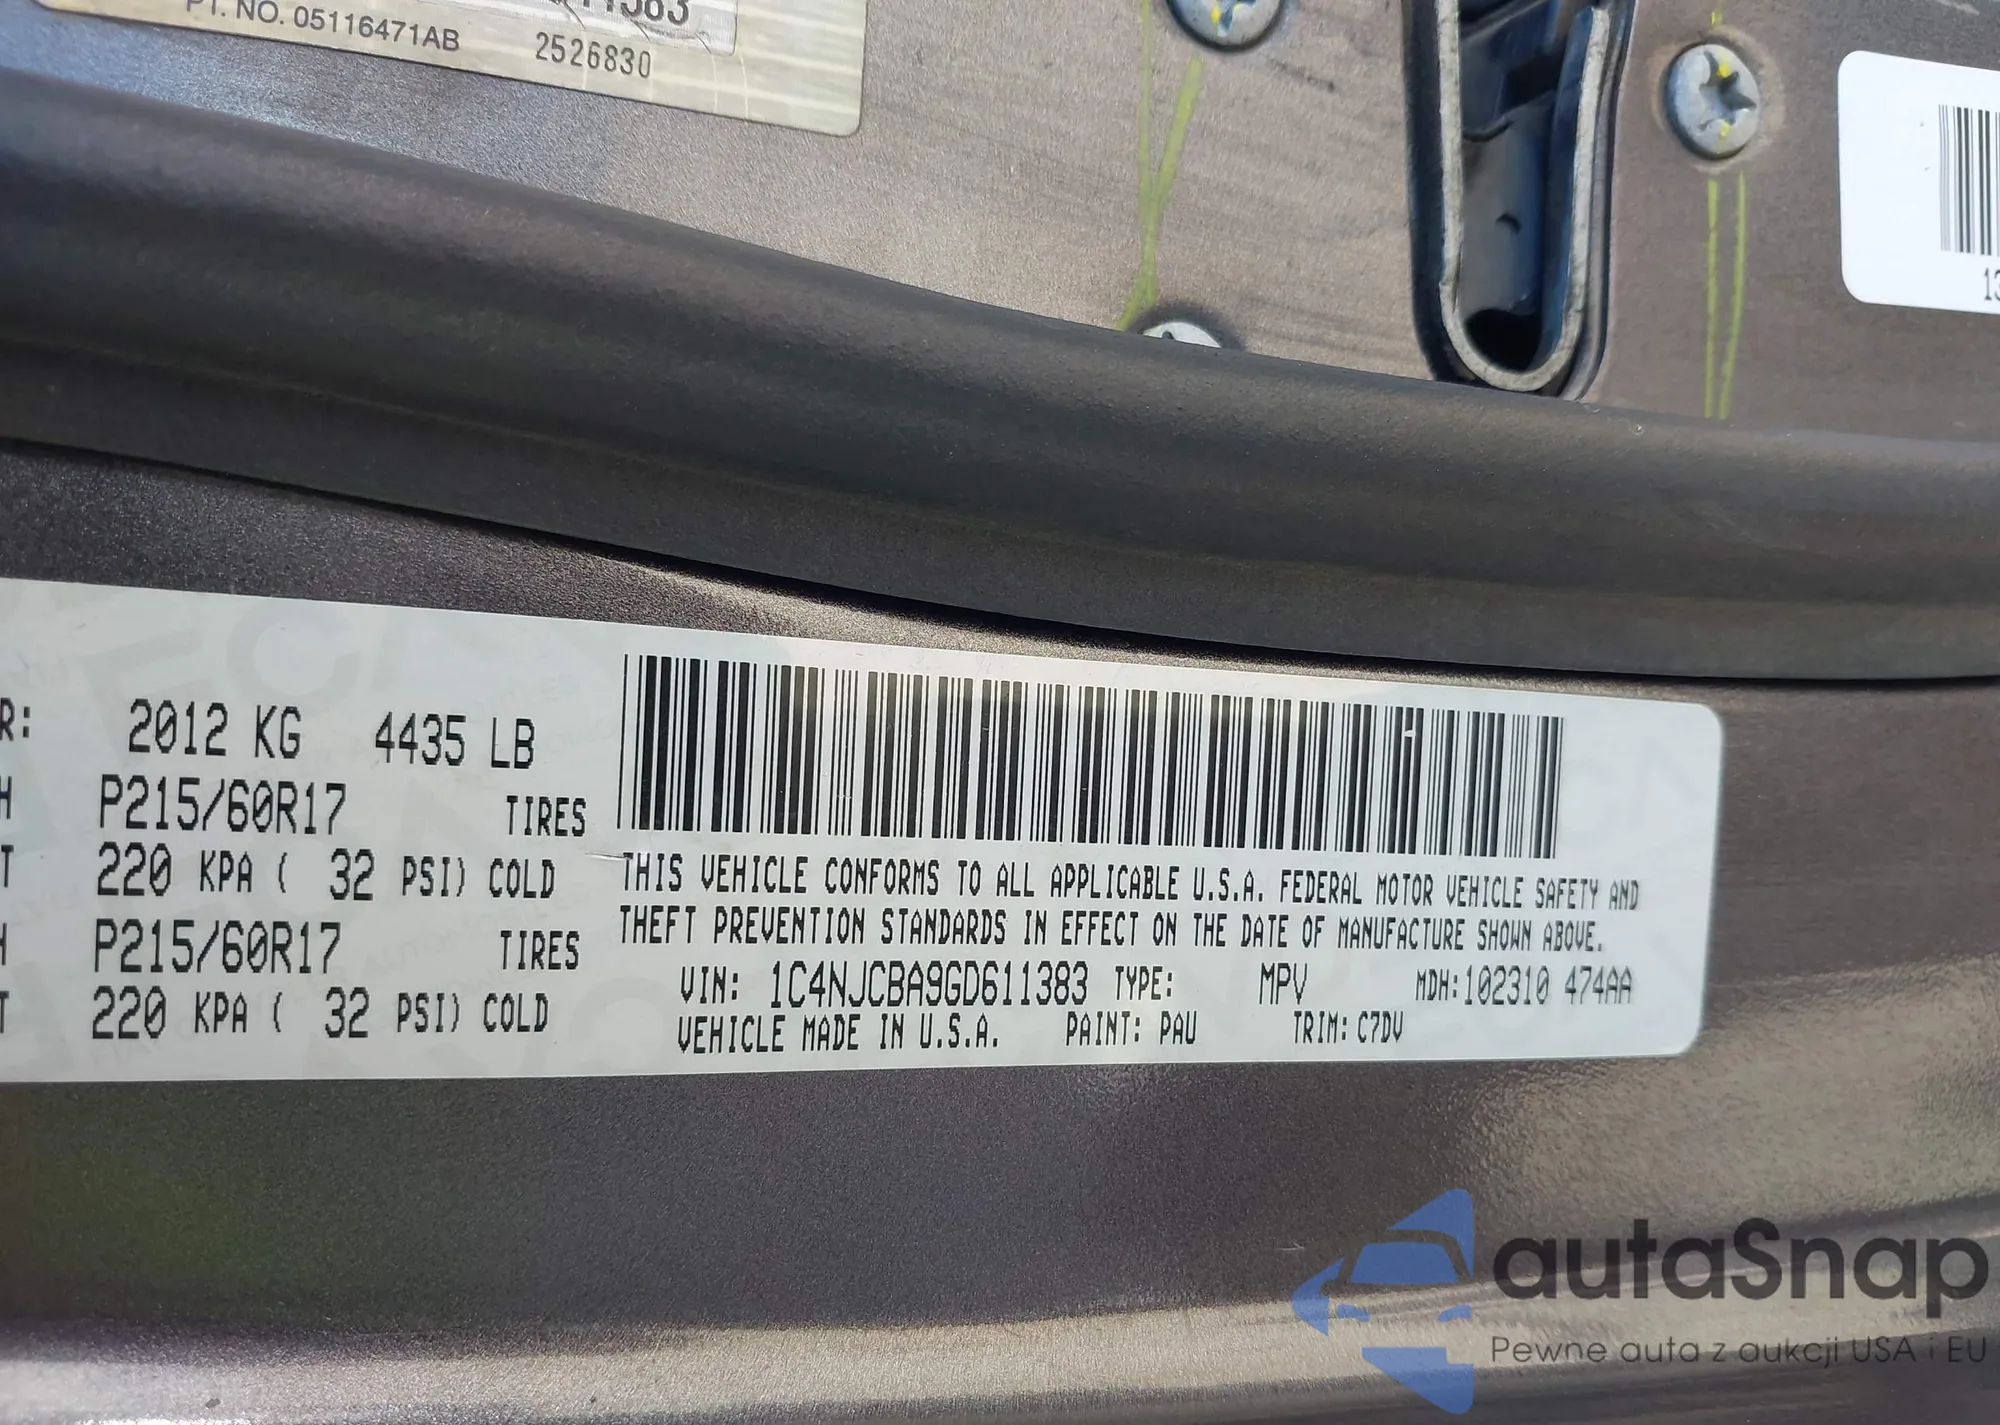 PT. NO. 05116471AB 2526830
13
R: 2012 KG 4435 LB
H P215/60R17 TIRES
T 220 KPA ( 32 PSI) COLD
H P215/60R17 TIRES
T 220 KPA ( 32 PSI) COLD
THIS VEHICLE CONFORMS TO ALL APPLICABLE U.S.A. FEDERAL MOTOR VEHICLE SAFETY AND
THEFT PREVENTION STANDARDS IN EFFECT ON THE DATE OF MANUFACTURE SHOWN ABOVE.
VIN: 1C4NJCBA9GD611383 TYPE: MPV MDH:102310 474AA
VEHICLE MADE IN U.S.A. PAINT: PAU TRIM: C7DV
autaSnap
Pewne auta z aukcji USA i EU